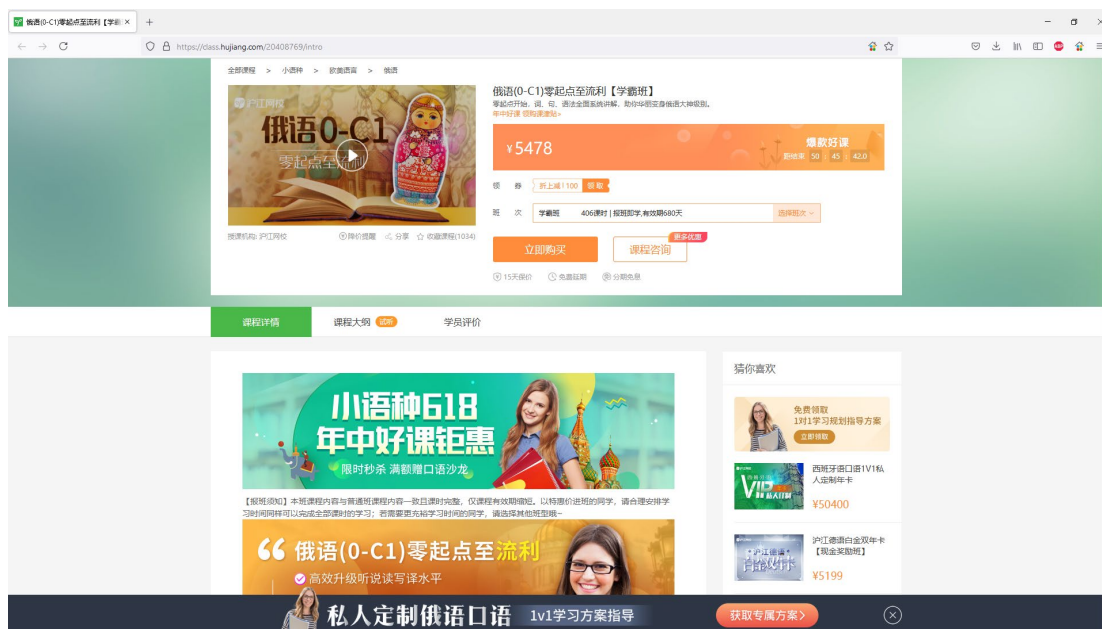 俄语(0-C1)零起点至流利【学霸
https://class.hujiang.com/20408769/intro
全部课程 > 小语种 > 欧美语言 > 俄语
沪江网校
俄语0-C1
零起点至流利
授课机构: 沪江网校
降价提醒 分享 收藏课程(1034)
俄语(0-C1)零起点至流利【学霸班】
零起点开始，词、句、语法全面系统讲解，助你华丽变身俄语大神级别。
年中好课 领购课津贴>
¥5478
爆款好课
距结束 50 : 45 : 42.0
领 券 折上减¥100 领取
班 次 学霸班 406课时 | 报班即学,有效期680天 选择班次
立即购买
课程咨询
更多优惠
15天保价 免费延期 分期免息
课程详情 课程大纲 试听 学员评价
小语种618
年中好课钜惠
限时秒杀 满额赠口语沙龙
【报班须知】本班课程内容与普通班课程内容一致且课时完整，仅课程有效期缩短。以特惠价进班的同学，请合理安排学
习时间同样可以完成全部课时的学习；若需要更充裕学习时间的同学，请选择其他班型哦~
俄语(0-C1)零起点至流利
高效升级听说读写译水平
猜你喜欢
免费领取
1对1学习规划指导方案
立即领取
VIP
私人订制
西班牙语口语1V1私
人定制年卡
¥50400
沪江德语
白金双年卡
沪江德语白金双年卡
【现金奖励班】
¥5199
私人定制俄语口语 1v1学习方案指导 获取专属方案>